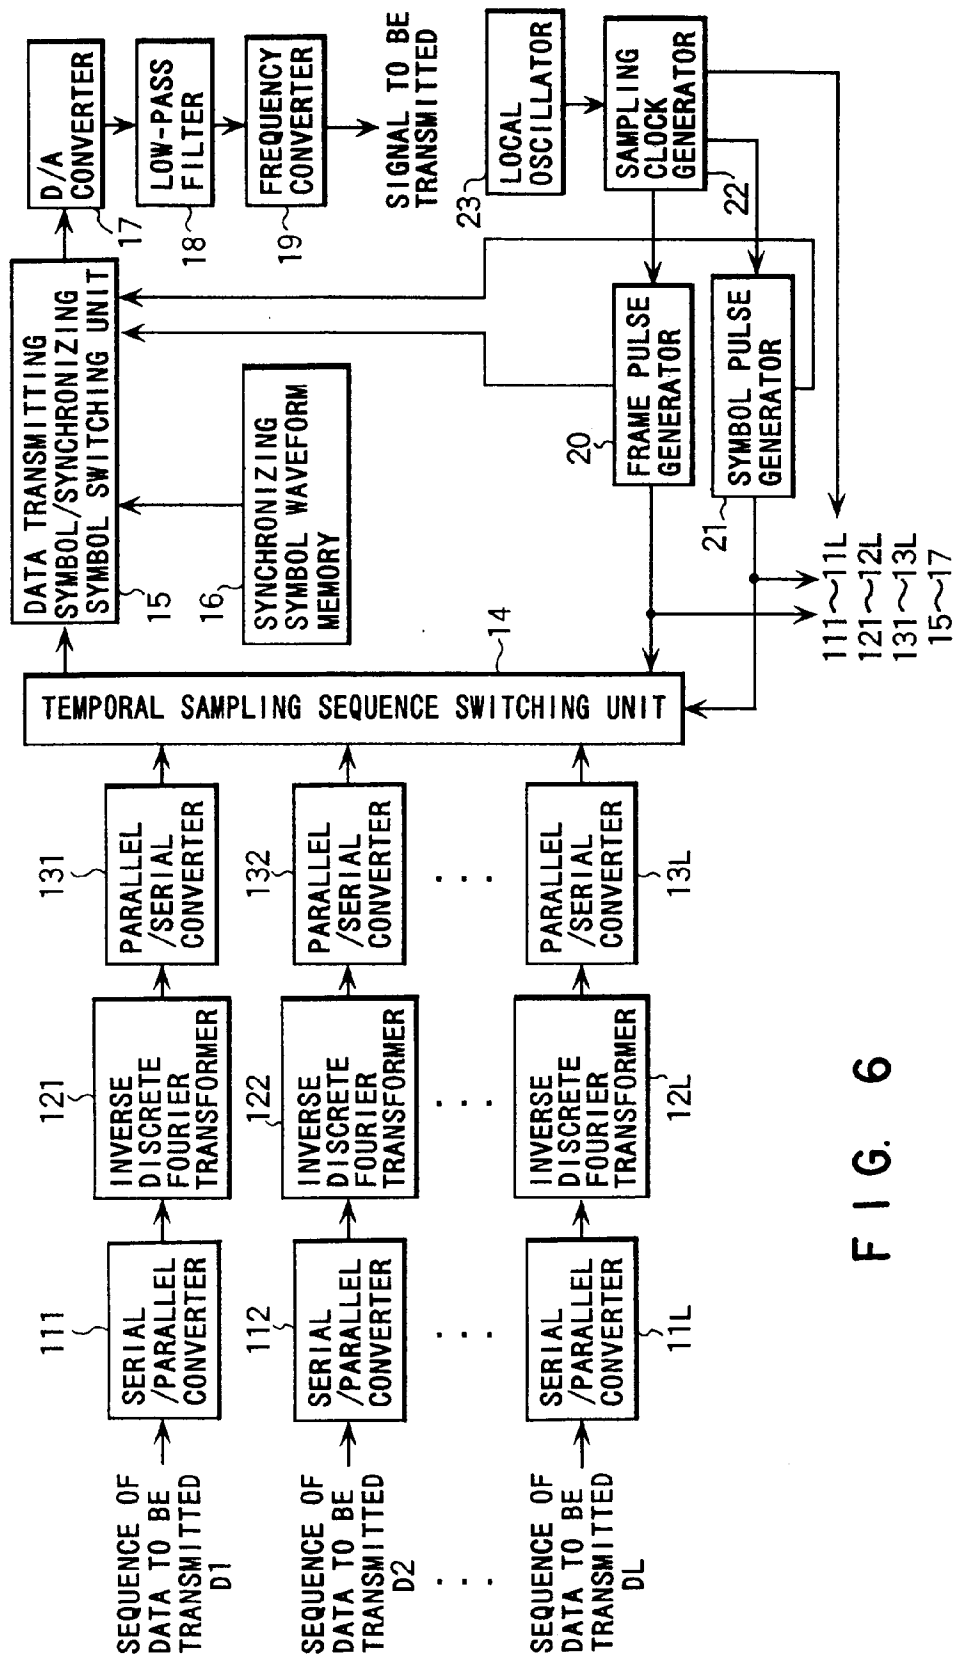 SEQUENCE OF
DATA TO BE
TRANSMITTED
D1
111
SERIAL
/PARALLEL
CONVERTER
121
INVERSE
DISCRETE
FOURIER
TRANSFORMER
131
PARALLEL
/SERIAL
CONVERTER
SEQUENCE OF
DATA TO BE
TRANSMITTED
D2
112
SERIAL
/PARALLEL
CONVERTER
122
INVERSE
DISCRETE
FOURIER
TRANSFORMER
132
PARALLEL
/SERIAL
CONVERTER
. . .
. . .
. . .
. . .
SEQUENCE OF
DATA TO BE
TRANSMITTED
DL
SERIAL
/PARALLEL
CONVERTER
11L
INVERSE
DISCRETE
FOURIER
TRANSFORMER
12L
PARALLEL
/SERIAL
CONVERTER
13L
TEMPORAL SAMPLING SEQUENCE SWITCHING UNIT
14
DATA TRANSMITTING
SYMBOL/SYNCHRONIZING
SYMBOL SWITCHING UNIT
15
16
SYNCHRONIZING
SYMBOL WAVEFORM
MEMORY
D/A
CONVERTER
17
LOW-PASS
FILTER
18
FREQUENCY
CONVERTER
19
SIGNAL TO BE
TRANSMITTED
23
LOCAL
OSCILLATOR
SAMPLING
CLOCK
GENERATOR
22
20
FRAME PULSE
GENERATOR
21
SYMBOL PULSE
GENERATOR
111~11L
121~12L
131~13L
15~17
FIG. 6